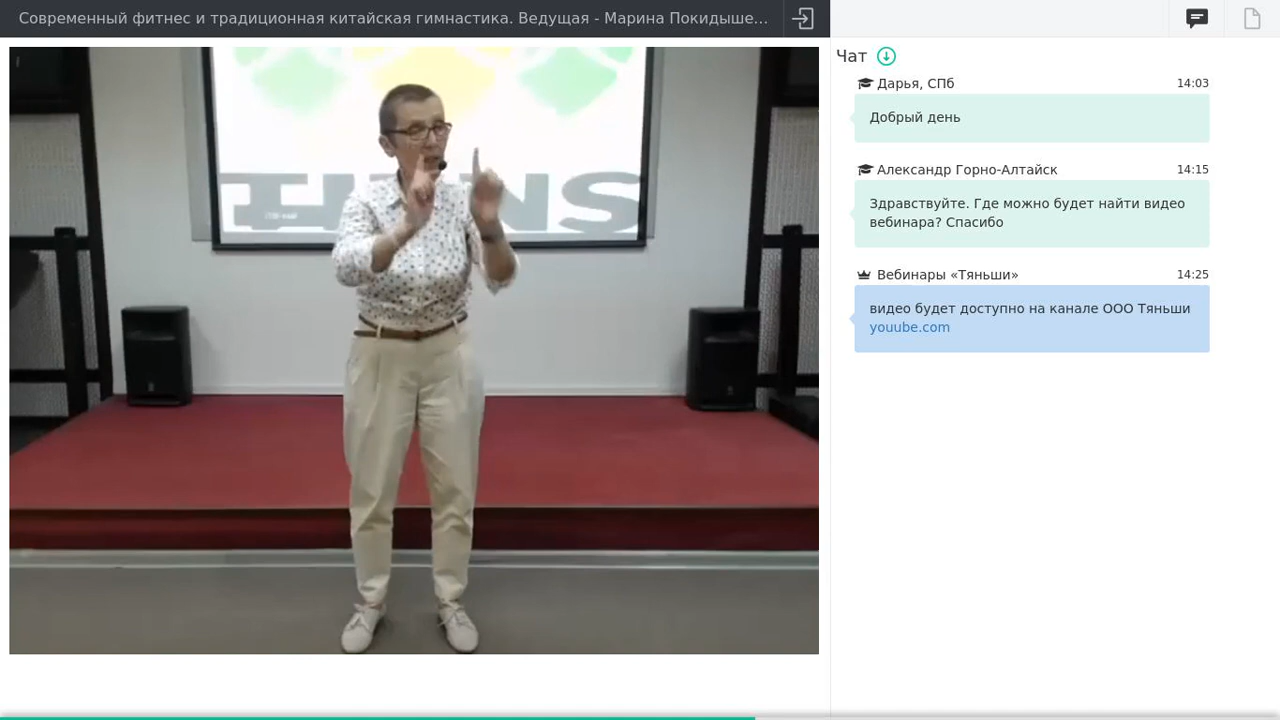 Современный фитнес и традиционная китайская гимнастика. Ведущая - Марина Покидыше...
Чат
Дарья, СПб 14:03
Добрый день
Александр Горно-Алтайск 14:15
Здравствуйте. Где можно будет найти видео
вебинара? Спасибо
Вебинары «Тяньши» 14:25
видео будет доступно на канале ООО Тяньши
youube.com